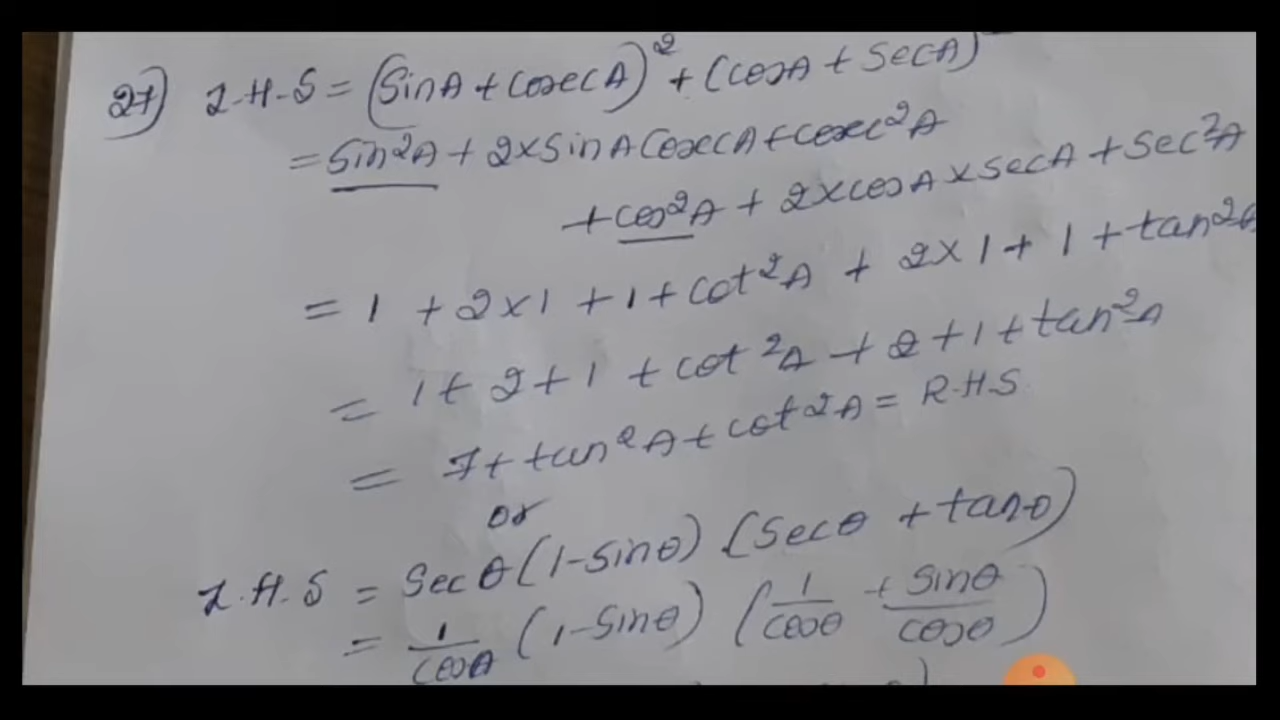 27) L.H.S = (SinA + CosecA)² + (CosA + SecA)²
= Sin²A + 2×SinA CosecA + Cosec²A
+ cos²A + 2×cosA×secA + Sec²A
= 1 + 2×1 + 1 + cot²A + 2×1 + 1 + tan²A
= 1 + 2 + 1 + cot²A + 2 + 1 + tan²A
= 7 + tan²A + cot²A = R.H.S
or
L.H.S = Secθ (1-Sinθ) (Secθ + tanθ)
= 1/cosθ (1-Sinθ) (1/cosθ + Sinθ/cosθ)